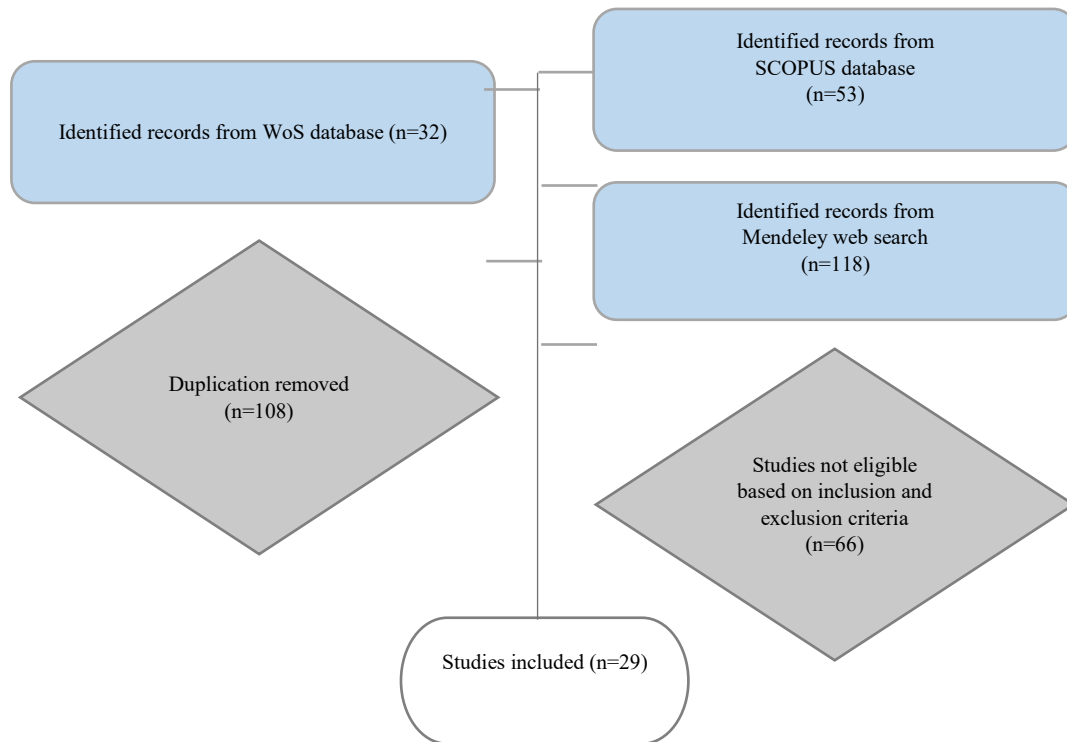 Identified records from
SCOPUS database
(n=53)
Identified records from WoS database (n=32)
Identified records from
Mendeley web search
(n=118)
Duplication removed
(n=108)
Studies not eligible
based on inclusion and
exclusion criteria
(n=66)
Studies included (n=29)